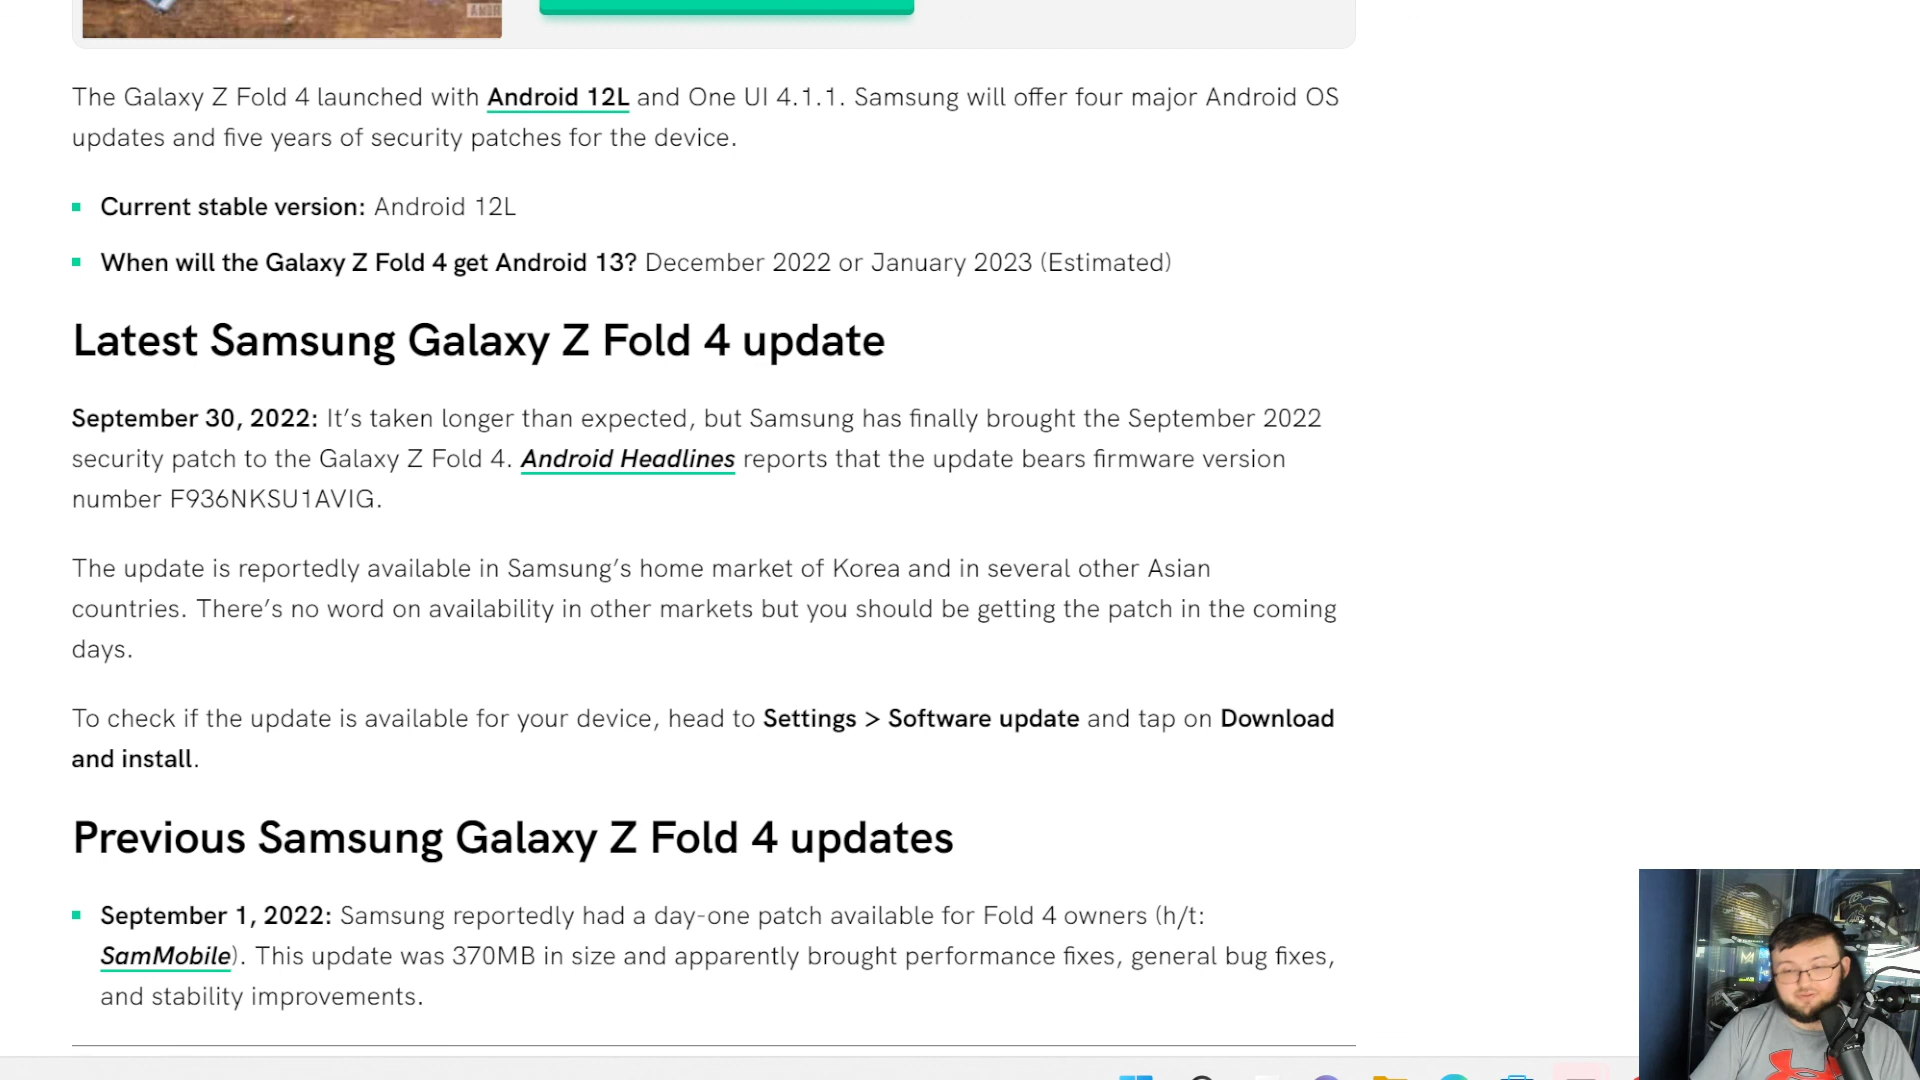 The Galaxy Z Fold 4 launched with Android 12L and One UI 4.1.1. Samsung will offer four major Android OS
updates and five years of security patches for the device.
Current stable version: Android 12L
When will the Galaxy Z Fold 4 get Android 13? December 2022 or January 2023 (Estimated)
Latest Samsung Galaxy Z Fold 4 update
September 30, 2022: It’s taken longer than expected, but Samsung has finally brought the September 2022
security patch to the Galaxy Z Fold 4. Android Headlines reports that the update bears firmware version
number F936NKSU1AVIG.
The update is reportedly available in Samsung’s home market of Korea and in several other Asian
countries. There’s no word on availability in other markets but you should be getting the patch in the coming
days.
To check if the update is available for your device, head to Settings > Software update and tap on Download
and install.
Previous Samsung Galaxy Z Fold 4 updates
September 1, 2022: Samsung reportedly had a day-one patch available for Fold 4 owners (h/t:
SamMobile). This update was 370MB in size and apparently brought performance fixes, general bug fixes,
and stability improvements.